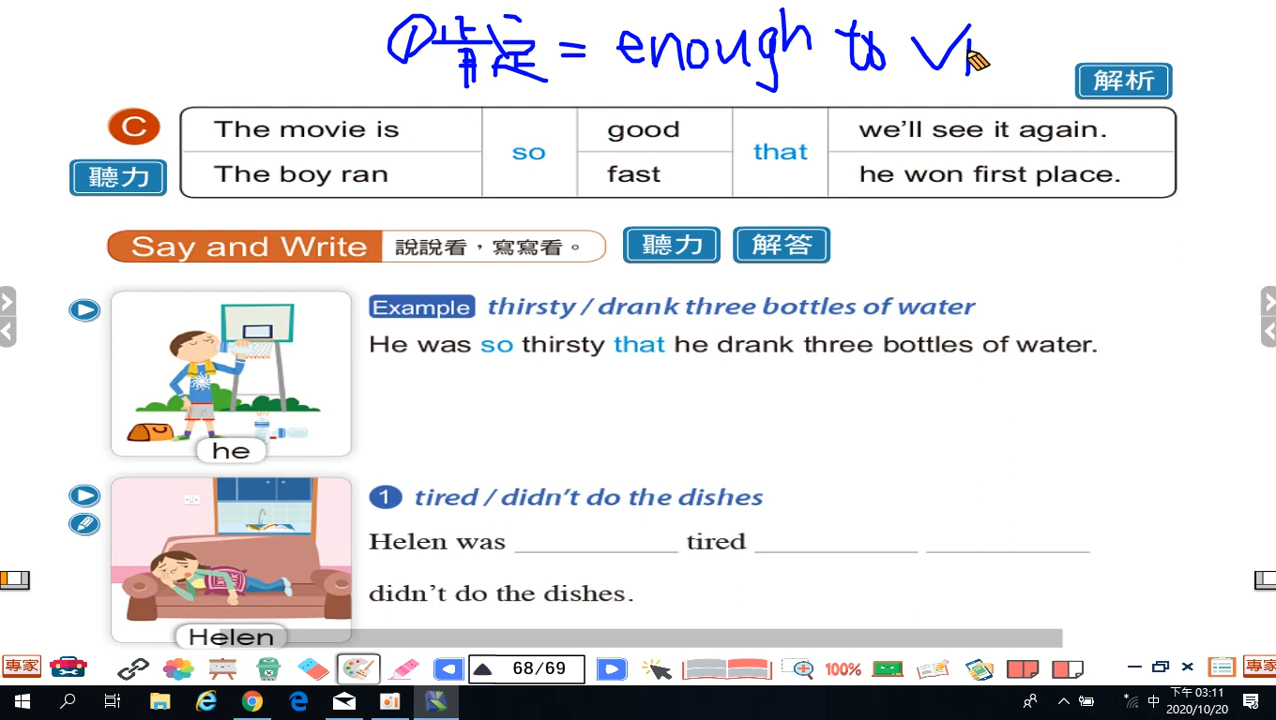 ①肯定 = enough to V
解析
C The movie is so good that we'll see it again.
聽力 The boy ran fast he won first place.
Say and Write 說說看，寫寫看。 聽力 解答
Example thirsty / drank three bottles of water
He was so thirsty that he drank three bottles of water.
he
1 tired / didn't do the dishes
Helen was ____ tired ____ ____
didn't do the dishes.
Helen
專家 68/69 100% 專家
中 下午 03:11
2020/10/20